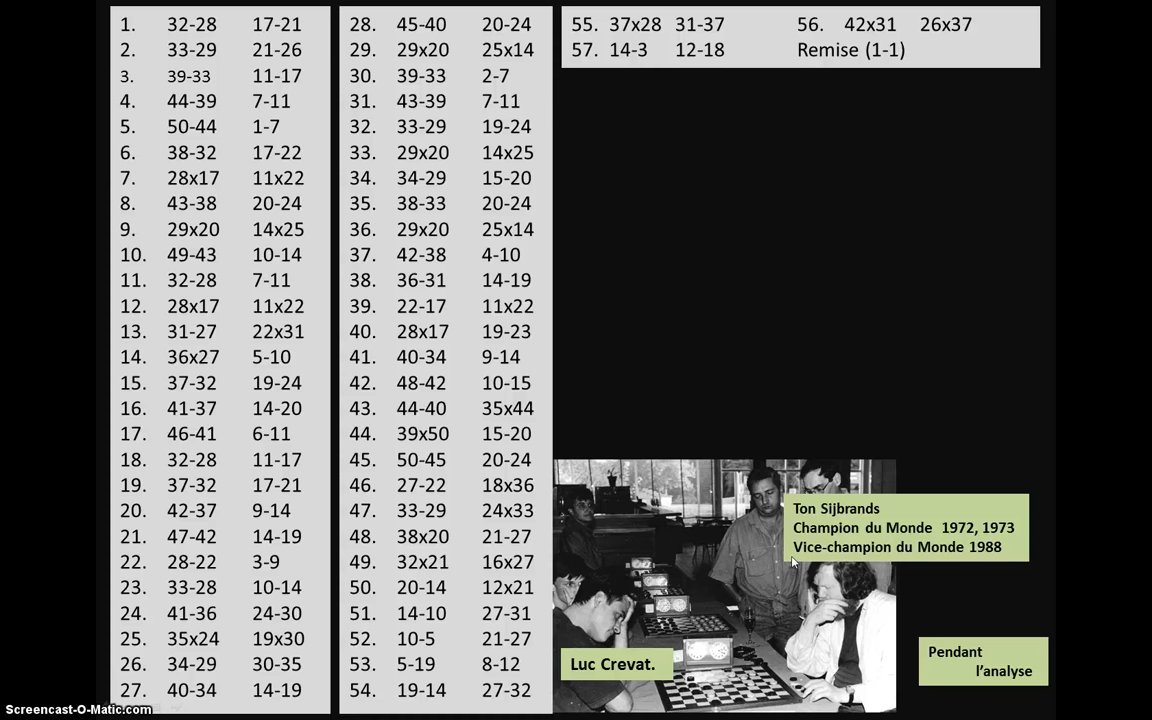 1. 32-28 17-21
2. 33-29 21-26
3. 39-33 11-17
4. 44-39 7-11
5. 50-44 1-7
6. 38-32 17-22
7. 28x17 11x22
8. 43-38 20-24
9. 29x20 14x25
10. 49-43 10-14
11. 32-28 7-11
12. 28x17 11x22
13. 31-27 22x31
14. 36x27 5-10
15. 37-32 19-24
16. 41-37 14-20
17. 46-41 6-11
18. 32-28 11-17
19. 37-32 17-21
20. 42-37 9-14
21. 47-42 14-19
22. 28-22 3-9
23. 33-28 10-14
24. 41-36 24-30
25. 35x24 19x30
26. 34-29 30-35
27. 40-34 14-19
28. 45-40 20-24
29. 29x20 25x14
30. 39-33 2-7
31. 43-39 7-11
32. 33-29 19-24
33. 29x20 14x25
34. 34-29 15-20
35. 38-33 20-24
36. 29x20 25x14
37. 42-38 4-10
38. 36-31 14-19
39. 22-17 11x22
40. 28x17 19-23
41. 40-34 9-14
42. 48-42 10-15
43. 44-40 35x44
44. 39x50 15-20
45. 50-45 20-24
46. 27-22 18x36
47. 33-29 24x33
48. 38x20 21-27
49. 32x21 16x27
50. 20-14 12x21
51. 14-10 27-31
52. 10-5 21-27
53. 5-19 8-12
54. 19-14 27-32
55. 37x28 31-37 56. 42x31 26x37
57. 14-3 12-18 Remise (1-1)
Ton Sijbrands
Champion du Monde 1972, 1973
Vice-champion du Monde 1988
Luc Crevat.
Pendant
l'analyse
Screencast-O-Matic.com